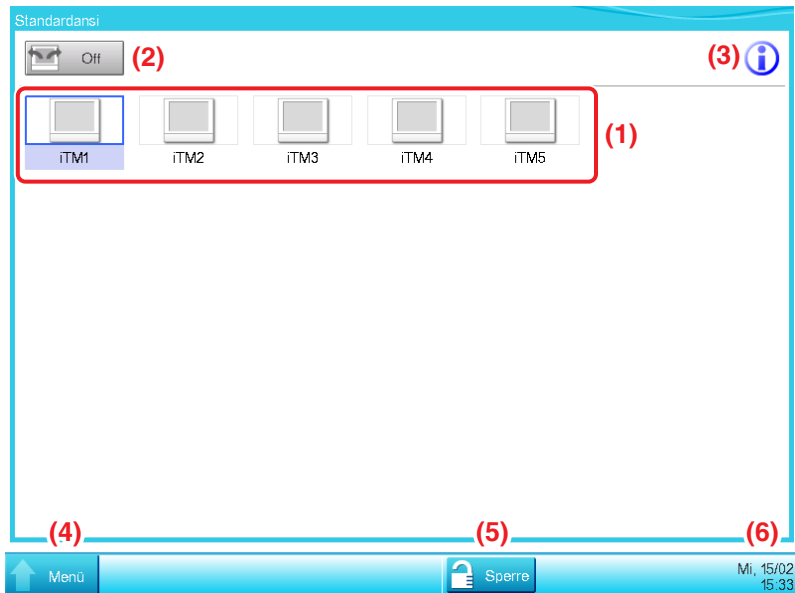 Standardansi
Off (2) (3)
(1)
iTM1 iTM2 iTM3 iTM4 iTM5
(4) (5) (6)
Menü Sperre Mi, 15/02
15:33